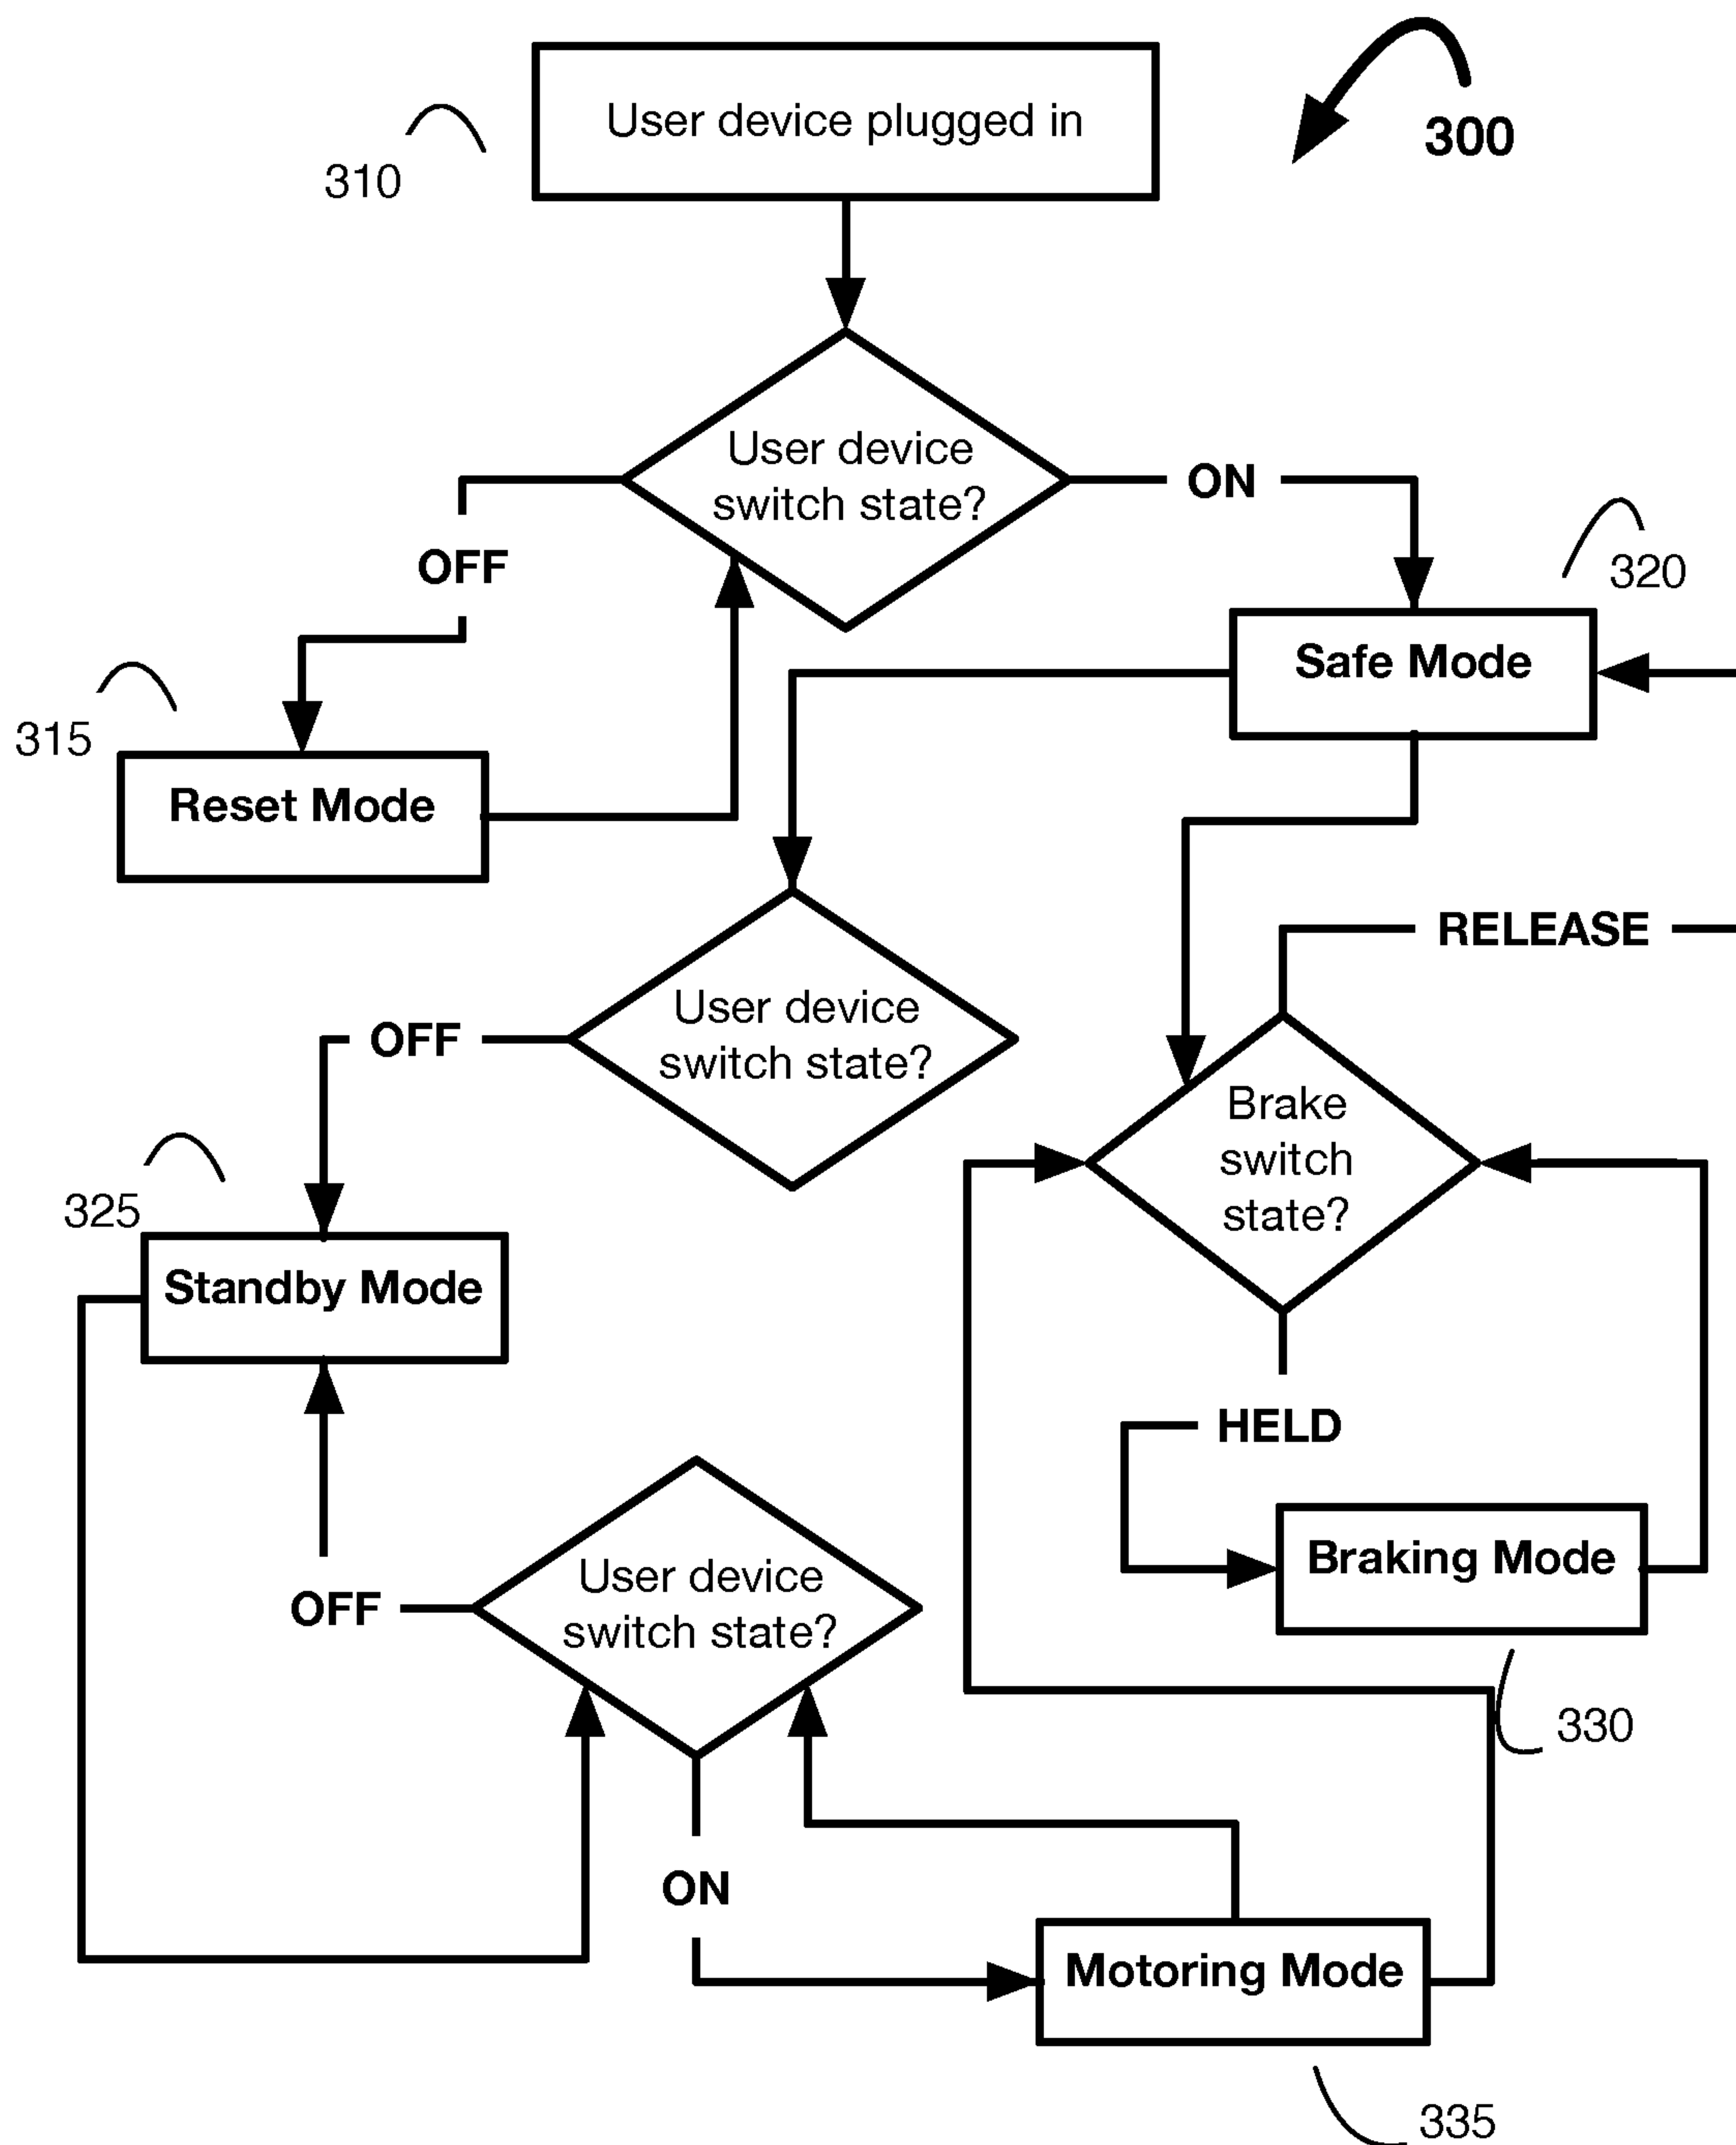 User device plugged in
300
310
User device
switch state?
ON
OFF
320
Safe Mode
315
Reset Mode
RELEASE
User device
switch state?
OFF
Brake
switch
state?
325
Standby Mode
HELD
Braking Mode
User device
switch state?
OFF
330
ON
Motoring Mode
335